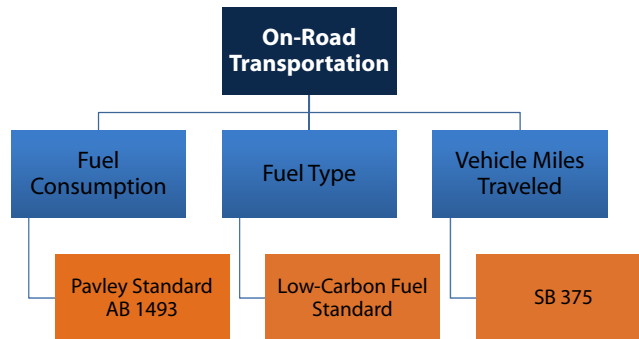 On-Road
Transportation
Fuel
Consumption
Fuel Type
Vehicle Miles
Traveled
Pavley Standard
AB 1493
Low-Carbon Fuel
Standard
SB 375